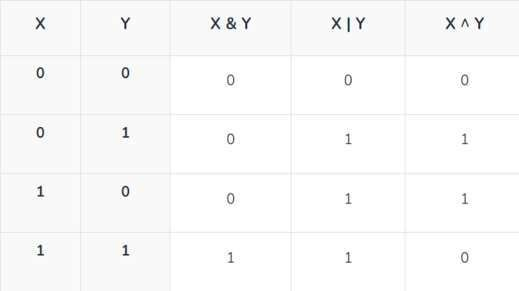 X Y X & Y X | Y X ^ Y
0 0 0 0 0
0 1 0 1 1
1 0 0 1 1
1 1 1 1 0